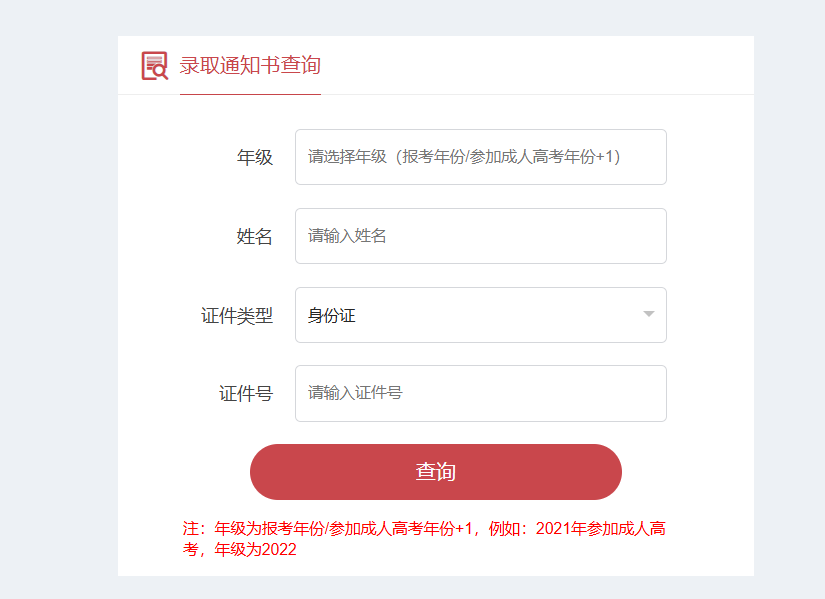 录取通知书查询
年级
请选择年级（报考年份/参加成人高考年份+1）
姓名
请输入姓名
证件类型
身份证
证件号
请输入证件号
查询
注：年级为报考年份/参加成人高考年份+1，例如：2021年参加成人高
考，年级为2022